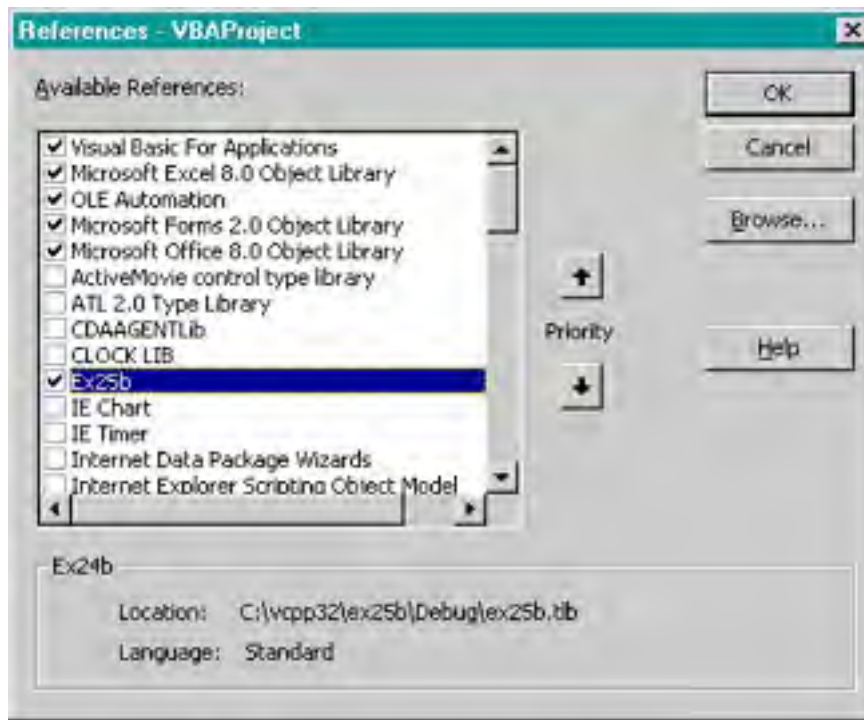 References - VBAProject
Available References:
Visual Basic For Applications
Microsoft Excel 8.0 Object Library
OLE Automation
Microsoft Forms 2.0 Object Library
Microsoft Office 8.0 Object Library
ActiveMovie control type library
ATL 2.0 Type Library
CDAAGENTLib
CLOCK LIB
Ex25b
IE Chart
IE Timer
Internet Data Package Wizards
Internet Explorer Scripting Object Model
Priority
OK
Cancel
Browse...
Help
Ex24b
Location: C:\vcpp32\ex25b\Debug\ex25b.tlb
Language: Standard